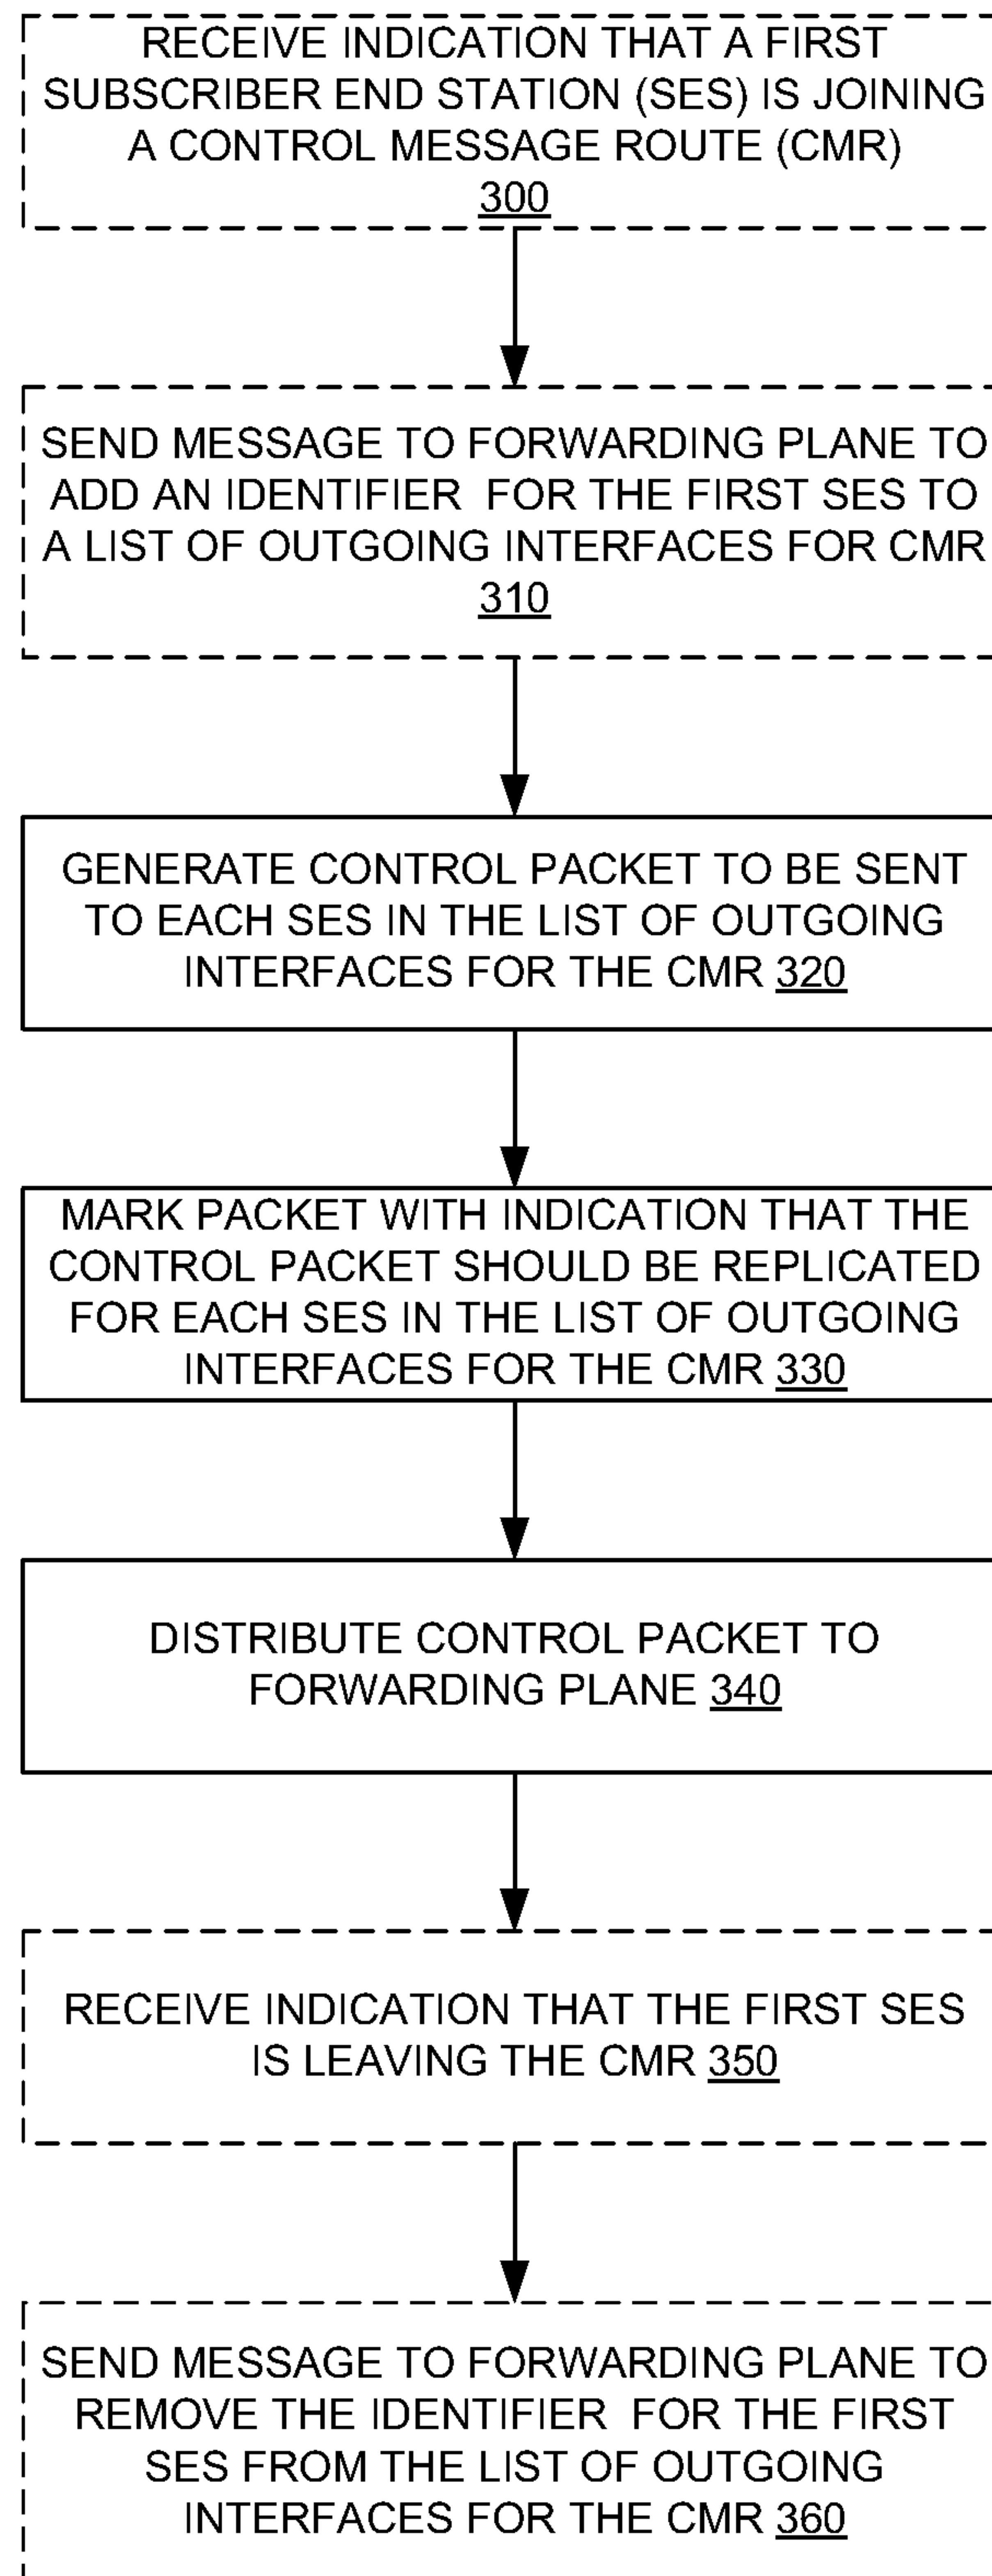 RECEIVE INDICATION THAT A FIRST
SUBSCRIBER END STATION (SES) IS JOINING
A CONTROL MESSAGE ROUTE (CMR)
300
SEND MESSAGE TO FORWARDING PLANE TO
ADD AN IDENTIFIER FOR THE FIRST SES TO
A LIST OF OUTGOING INTERFACES FOR CMR
310
GENERATE CONTROL PACKET TO BE SENT
TO EACH SES IN THE LIST OF OUTGOING
INTERFACES FOR THE CMR 320
MARK PACKET WITH INDICATION THAT THE
CONTROL PACKET SHOULD BE REPLICATED
FOR EACH SES IN THE LIST OF OUTGOING
INTERFACES FOR THE CMR 330
DISTRIBUTE CONTROL PACKET TO
FORWARDING PLANE 340
RECEIVE INDICATION THAT THE FIRST SES
IS LEAVING THE CMR 350
SEND MESSAGE TO FORWARDING PLANE TO
REMOVE THE IDENTIFIER FOR THE FIRST
SES FROM THE LIST OF OUTGOING
INTERFACES FOR THE CMR 360